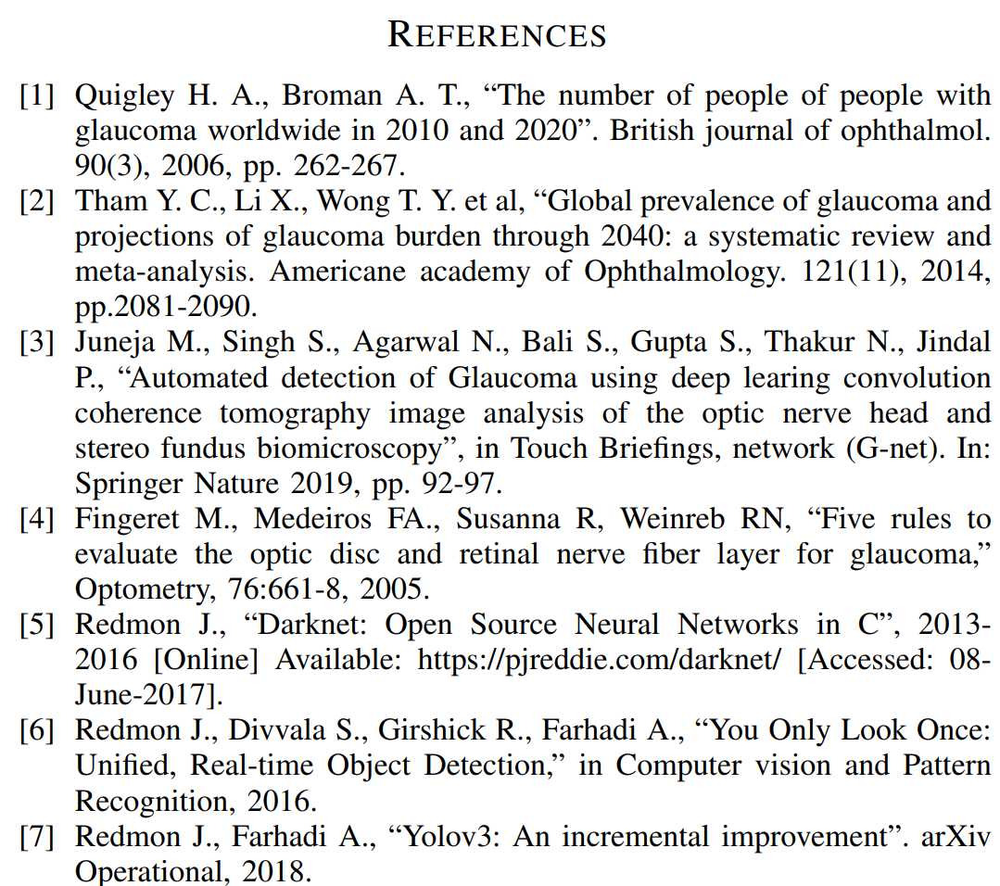 REFERENCES
[1] Quigley H. A., Broman A. T., “The number of people of people with
glaucoma worldwide in 2010 and 2020”. British journal of ophthalmol.
90(3), 2006, pp. 262-267.
[2] Tham Y. C., Li X., Wong T. Y. et al, “Global prevalence of glaucoma and
projections of glaucoma burden through 2040: a systematic review and
meta-analysis. Americane academy of Ophthalmology. 121(11), 2014,
pp.2081-2090.
[3] Juneja M., Singh S., Agarwal N., Bali S., Gupta S., Thakur N., Jindal
P., “Automated detection of Glaucoma using deep learing convolution
coherence tomography image analysis of the optic nerve head and
stereo fundus biomicroscopy”, in Touch Briefings, network (G-net). In:
Springer Nature 2019, pp. 92-97.
[4] Fingeret M., Medeiros FA., Susanna R, Weinreb RN, “Five rules to
evaluate the optic disc and retinal nerve fiber layer for glaucoma,”
Optometry, 76:661-8, 2005.
[5] Redmon J., “Darknet: Open Source Neural Networks in C”, 2013-
2016 [Online] Available: https://pjreddie.com/darknet/ [Accessed: 08-
June-2017].
[6] Redmon J., Divvala S., Girshick R., Farhadi A., “You Only Look Once:
Unified, Real-time Object Detection,” in Computer vision and Pattern
Recognition, 2016.
[7] Redmon J., Farhadi A., “Yolov3: An incremental improvement”. arXiv
Operational, 2018.